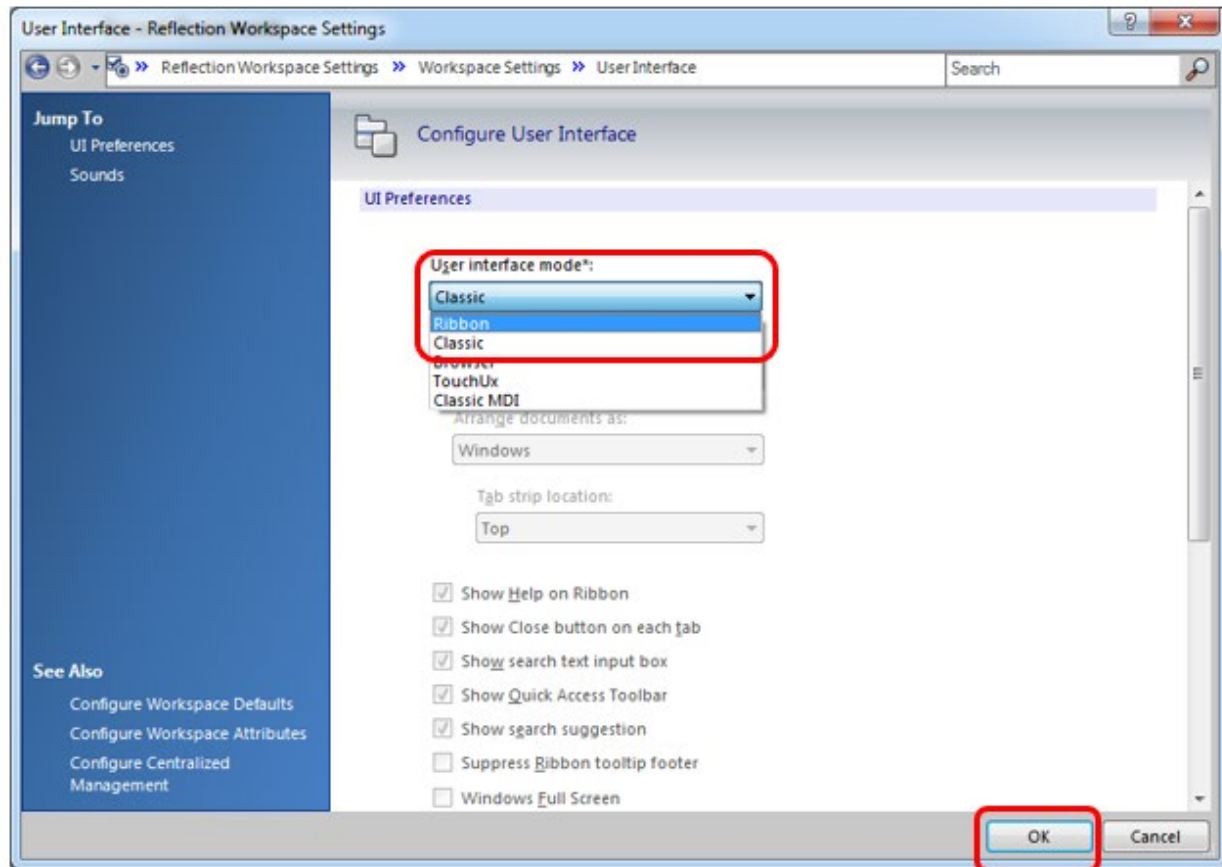 User Interface - Reflection Workspace Settings
Reflection Workspace Settings » Workspace Settings » User Interface
Search
Jump To
UI Preferences
Sounds
Configure User Interface
UI Preferences
User interface mode*:
Classic
Ribbon
Classic
Browser
TouchUx
Classic MDI
Arrange documents as:
Windows
Tab strip location:
Top
Show Help on Ribbon
Show Close button on each tab
Show search text input box
Show Quick Access Toolbar
Show search suggestion
Suppress Ribbon tooltip footer
Windows Full Screen
See Also
Configure Workspace Defaults
Configure Workspace Attributes
Configure Centralized
Management
OK
Cancel